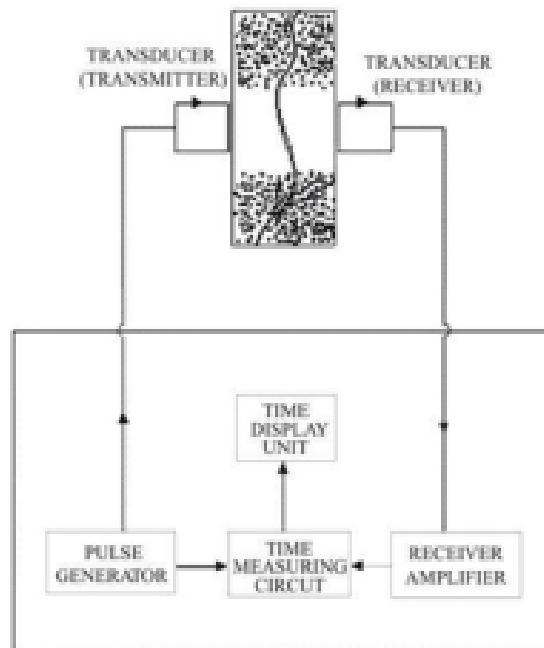 TRANSDUCER
(TRANSMITTER)
TRANSDUCER
(RECEIVER)
TIME
DISPLAY
UNIT
PULSE
GENERATOR
TIME
MEASURING
CIRCUT
RECEIVER
AMPLIFIER